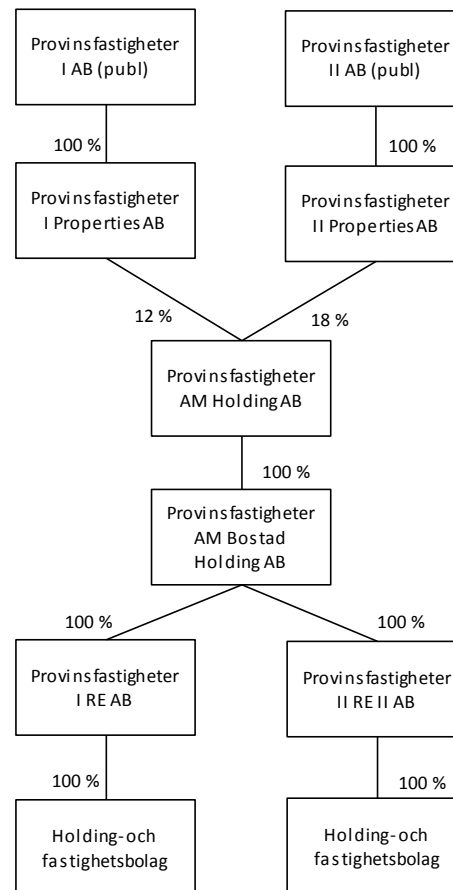 Provinsfastigheter
I AB (publ)
Provinsfastigheter
II AB (publ)
100 %
100 %
Provinsfastigheter
I Properties AB
Provinsfastigheter
II Properties AB
12 %
18 %
Provinsfastigheter
AM Holding AB
100 %
Provinsfastigheter
AM Bostad
Holding AB
100 %
100 %
Provinsfastigheter
I RE AB
Provinsfastigheter
II RE II AB
100 %
100 %
Holding- och
fastighetsbolag
Holding- och
fastighetsbolag